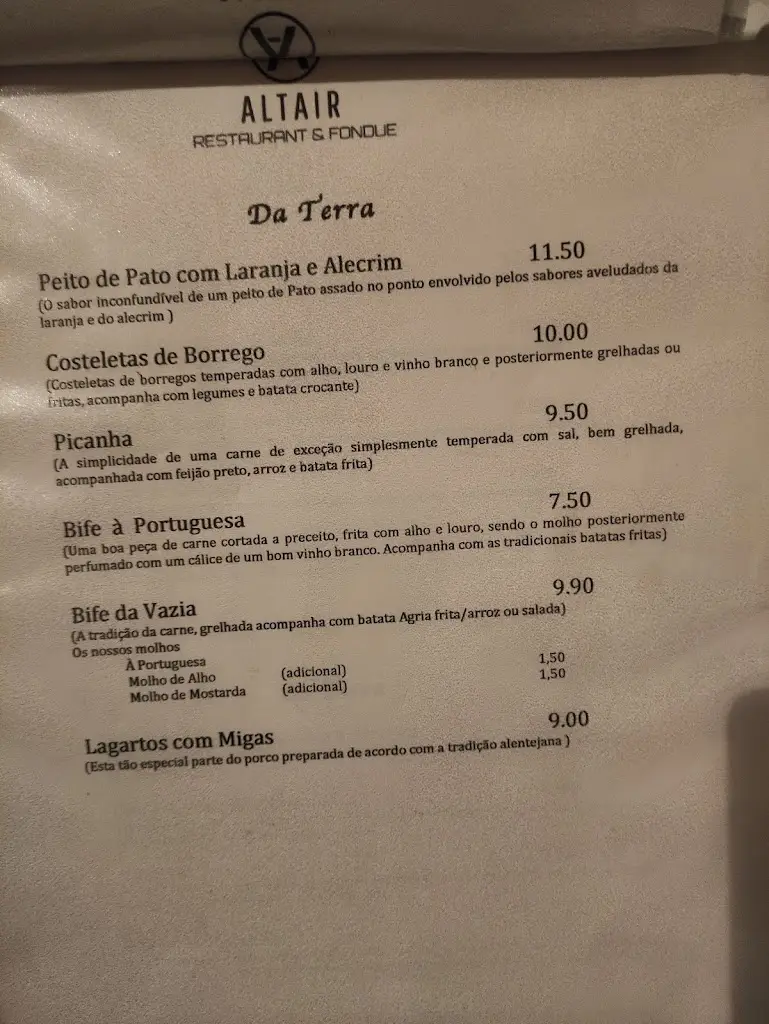 ALTAIR
RESTAURANT & FONDUE
Da Terra
Peito de Pato com Laranja e Alecrim 11.50
(O sabor inconfundível de um peito de Pato assado no ponto envolvido pelos sabores aveludados da
laranja e do alecrim )
Costeletas de Borrego 10.00
(Costeletas de borregos temperadas com alho, louro e vinho branco e posteriormente grelhadas ou
fritas, acompanha com legumes e batata crocante)
Picanha 9.50
(A simplicidade de uma carne de exceção simplesmente temperada com sal, bem grelhada,
acompanhada com feijão preto, arroz e batata frita)
Bife à Portuguesa 7.50
(Uma boa peça de carne cortada a preceito, frita com alho e louro, sendo o molho posteriormente
perfumado com um cálice de um bom vinho branco. Acompanha com as tradicionais batatas fritas)
Bife da Vazia 9.90
(A tradição da carne, grelhada acompanha com batata Agria frita/arroz ou salada)
Os nossos molhos
À Portuguesa
Molho de Alho (adicional) 1,50
Molho de Mostarda (adicional) 1,50
Lagartos com Migas 9.00
(Esta tão especial parte do porco preparada de acordo com a tradição alentejana )